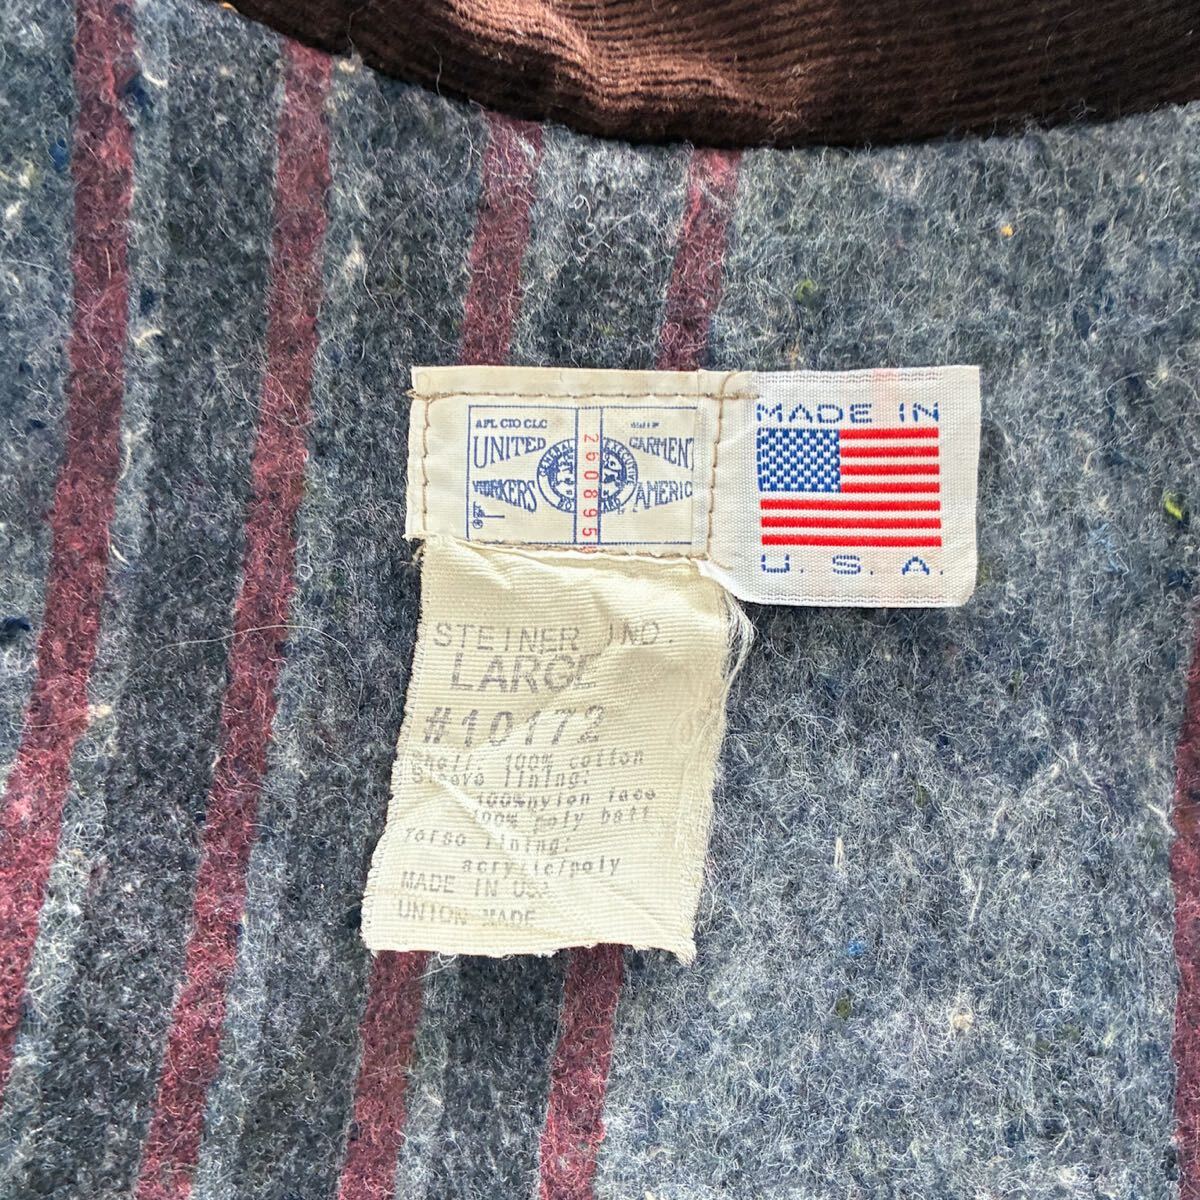 AFL CIO CLC
UNITED GARMENT
WORKERS AMERIC
260895
MADE IN
U. S. A.
STEINER IND.
LARGE
#10172
Shell: 100% cotton
Sleeve lining:
100%nylon face
100% poly batt
Torso lining:
acrylic/poly
MADE IN USA
UNION MADE